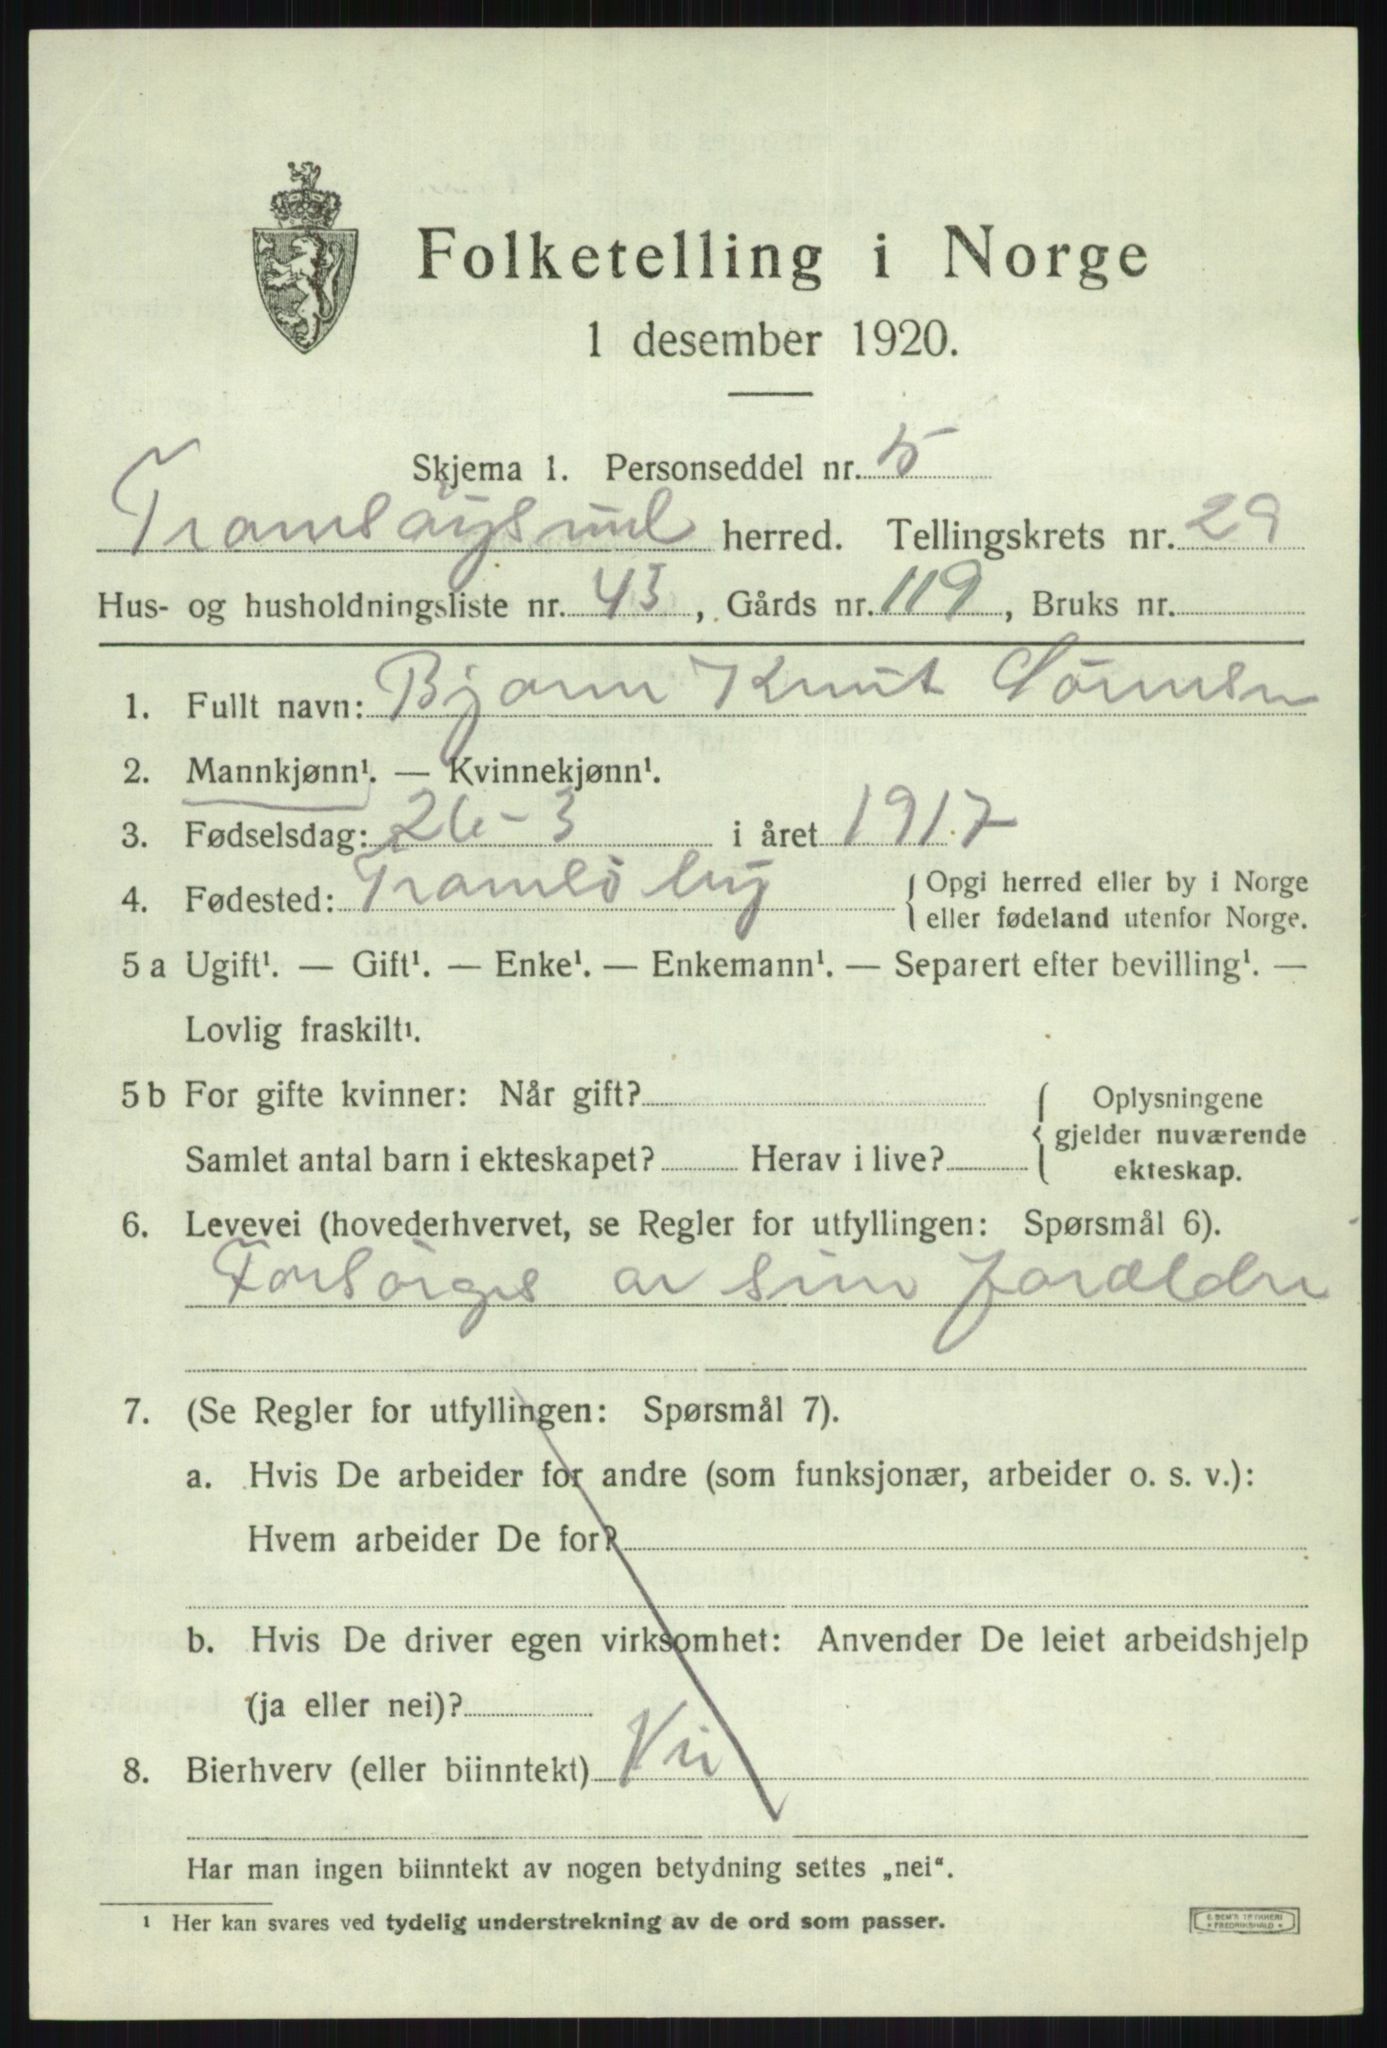 Folketelling i Norge
1 desember 1920.
Skjema 1. Personseddel nr. 5
Tromsøysund herred. Tellingskrets nr. 29
Hus- og husholdningsliste nr. 43, Gårds nr. 119, Bruks nr.
1. Fullt navn: Bjarne Knut Sörensen
2. Mannkjønn¹. — Kvinnekjønn¹.
3. Fødselsdag: 26-3 i året 1917
4. Fødested: Tromsö by { Opgi herred eller by i Norge
eller fødeland utenfor Norge.
5 a Ugift¹. — Gift¹. — Enke¹. — Enkemann¹. — Separert efter bevilling¹. —
Lovlig fraskilt¹.
5 b For gifte kvinner: Når gift? { Oplysningene
gjelder nuværende
Samlet antal barn i ekteskapet? Herav i live? ekteskap.
6. Levevei (hovederhvervet, se Regler for utfyllingen: Spørsmål 6).
Forsörges av sine foraeldre
7. (Se Regler for utfyllingen: Spørsmål 7).
a. Hvis De arbeider for andre (som funksjonær, arbeider o. s. v.):
Hvem arbeider De for?
b. Hvis De driver egen virksomhet: Anvender De leiet arbeidshjelp
(ja eller nei)?
8. Bierhverv (eller biinntekt) Nei
Har man ingen biinntekt av nogen betydning settes „nei“.
¹ Her kan svares ved tydelig understrekning av de ord som passer.